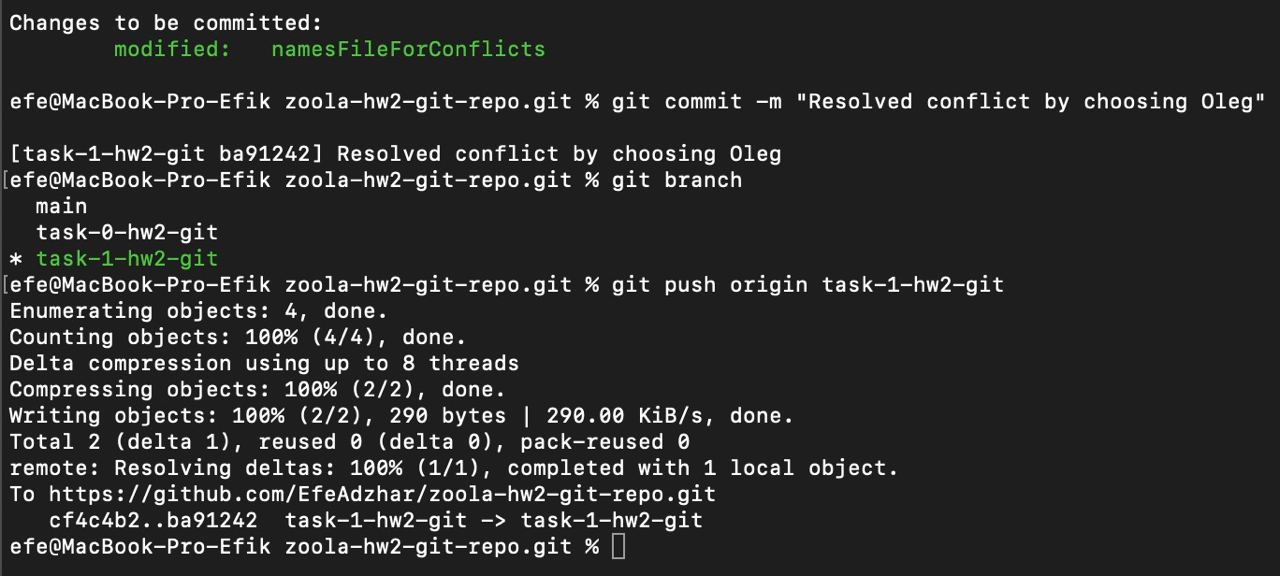 Changes to be committed:
modified:   namesFileForConflicts
efe@MacBook-Pro-Efik zoola-hw2-git-repo.git % git commit -m "Resolved conflict by choosing Oleg"
[task-1-hw2-git ba91242] Resolved conflict by choosing Oleg
[efe@MacBook-Pro-Efik zoola-hw2-git-repo.git % git branch
main
task-0-hw2-git
* task-1-hw2-git
[efe@MacBook-Pro-Efik zoola-hw2-git-repo.git % git push origin task-1-hw2-git
Enumerating objects: 4, done.
Counting objects: 100% (4/4), done.
Delta compression using up to 8 threads
Compressing objects: 100% (2/2), done.
Writing objects: 100% (2/2), 290 bytes | 290.00 KiB/s, done.
Total 2 (delta 1), reused 0 (delta 0), pack-reused 0
remote: Resolving deltas: 100% (1/1), completed with 1 local object.
To https://github.com/EfeAdzhar/zoola-hw2-git-repo.git
cf4c4b2..ba91242  task-1-hw2-git -> task-1-hw2-git
efe@MacBook-Pro-Efik zoola-hw2-git-repo.git %